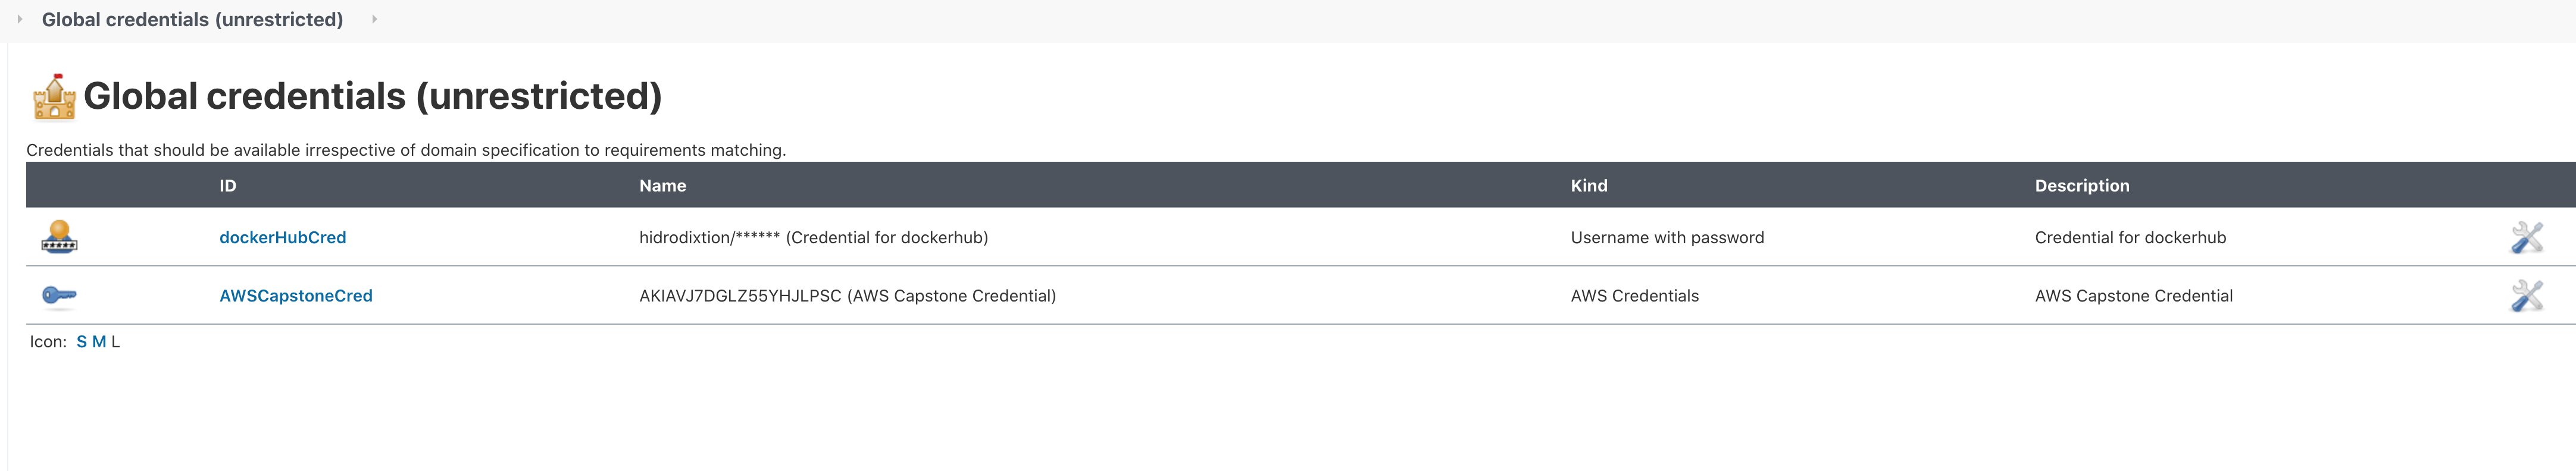 Global credentials (unrestricted)
Global credentials (unrestricted)
Credentials that should be available irrespective of domain specification to requirements matching.
ID Name Kind Description
dockerHubCred hidrodixtion/****** (Credential for dockerhub) Username with password Credential for dockerhub
AWSCapstoneCred AKIAVJ7DGLZ55YHJLPSC (AWS Capstone Credential) AWS Credentials AWS Capstone Credential
Icon: S M L